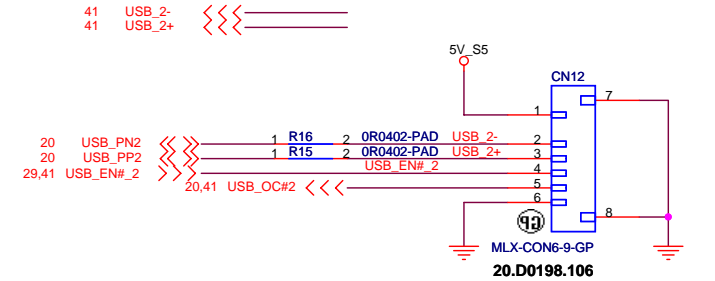 41 USB_2-
41 USB_2+
5V_S5
CN12
7
1
20 USB_PN2 1 R16 2 0R0402-PAD USB_2- 2
20 USB_PP2 1 R15 2 0R0402-PAD USB_2+ 3
29,41 USB_EN#_2 USB_EN#_2 4
20,41 USB_OC#2 5
6
8
GP
MLX-CON6-9-GP
20.D0198.106